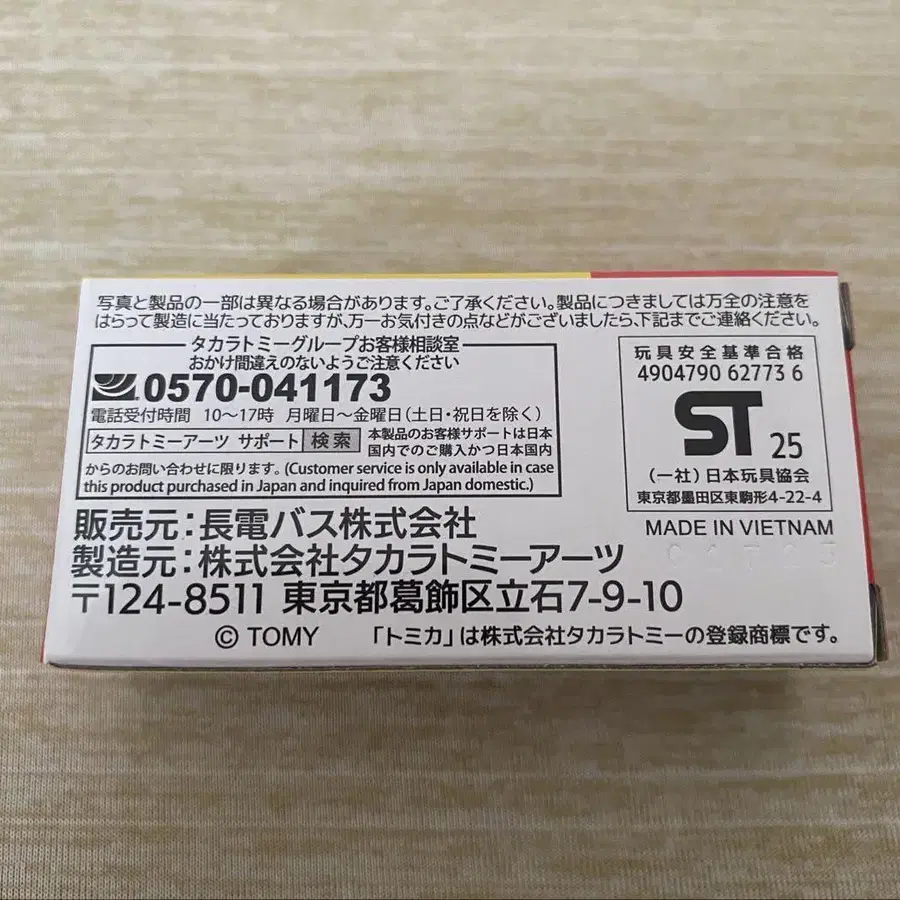 写真と製品の一部は異なる場合があります。ご了承ください。製品につきましては万全の注意を
はらって製造に当たっておりますが、万一お気付きの点などがございましたら、下記までご連絡ください。
タカラトミーグループお客様相談室
おかけ間違えのないようご注意ください
0570-041173
電話受付時間 10〜17時 月曜日〜金曜日(土日・祝日を除く)
タカラトミーアーツ サポート 検索 本製品のお客様サポートは日本
国内でのご購入かつ日本国内
からのお問い合わせに限ります。(Customer service is only available in case
this product purchased in Japan and inquired from Japan domestic.)
玩具安全基準合格
4904790 62773 6
ST 25
(一社)日本玩具協会
東京都墨田区東駒形4-22-4
MADE IN VIETNAM
販売元:長電バス株式会社
製造元:株式会社タカラトミーアーツ
〒124-8511 東京都葛飾区立石7-9-10
© TOMY 「トミカ」は株式会社タカラトミーの登録商標です。